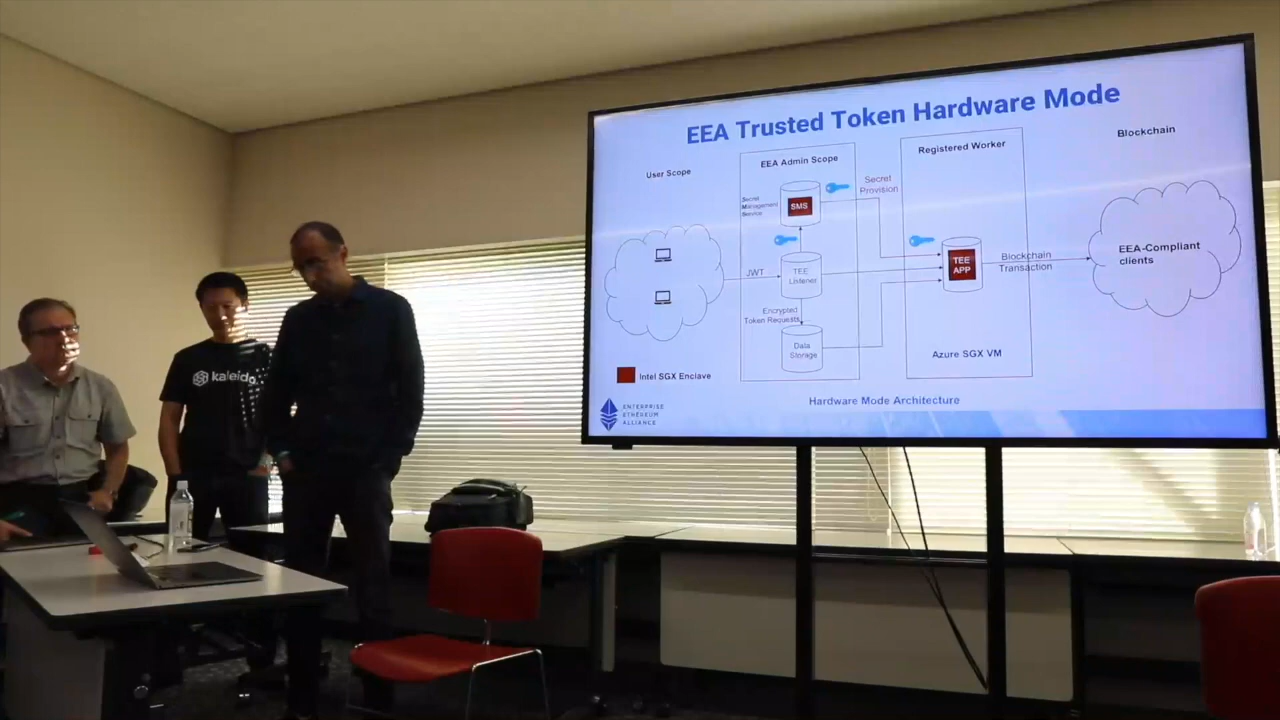 EEA Trusted Token Hardware Mode
User Scope
EEA Admin Scope
Registered Worker
Blockchain
Secret
Management
Service
SMS
Secret
Provision
JWT
TEE
Listener
TEE
APP
Blockchain
Transaction
EEA-Compliant
clients
Encrypted
Token Requests
Data
Storage
Azure SGX VM
Intel SGX Enclave
Hardware Mode Architecture
ENTERPRISE
ETHEREUM
ALLIANCE
kaleido